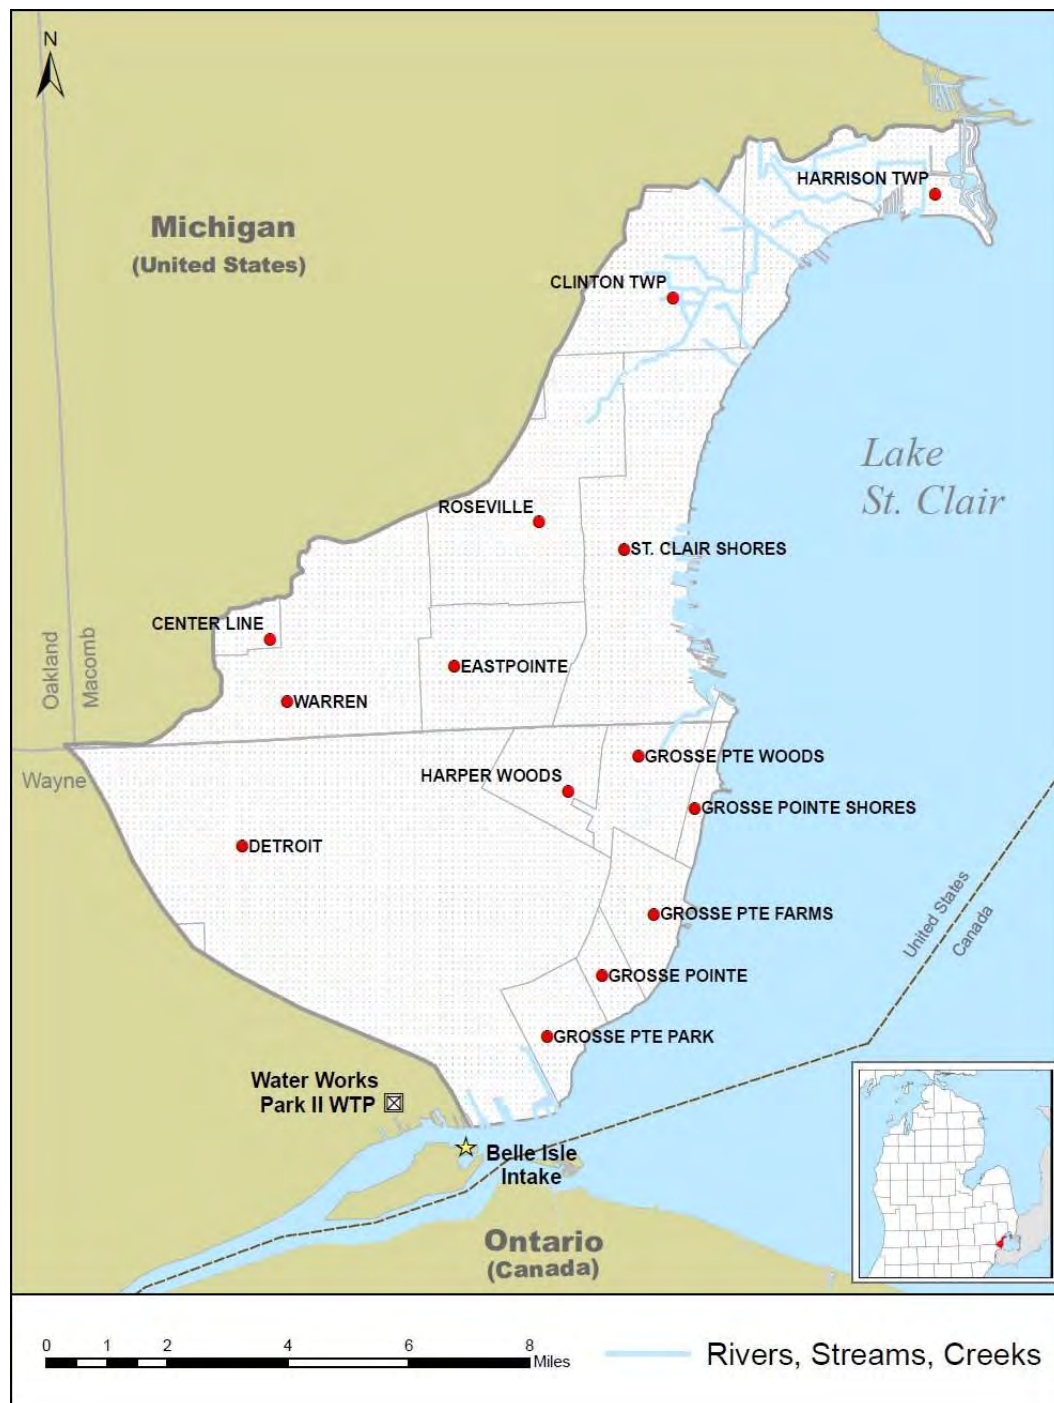 N
HARRISON TWP
Michigan
(United States)
CLINTON TWP
Lake
St. Clair
ROSEVILLE
ST. CLAIR SHORES
CENTER LINE
Oakland
Macomb
EASTPOINTE
WARREN
Wayne
GROSSE PTE WOODS
HARPER WOODS
GROSSE POINTE SHORES
DETROIT
United States
Canada
GROSSE PTE FARMS
GROSSE POINTE
GROSSE PTE PARK
Water Works
Park II WTP
Belle Isle
Intake
Ontario
(Canada)
0 1 2 4 6 8
Miles
Rivers, Streams, Creeks